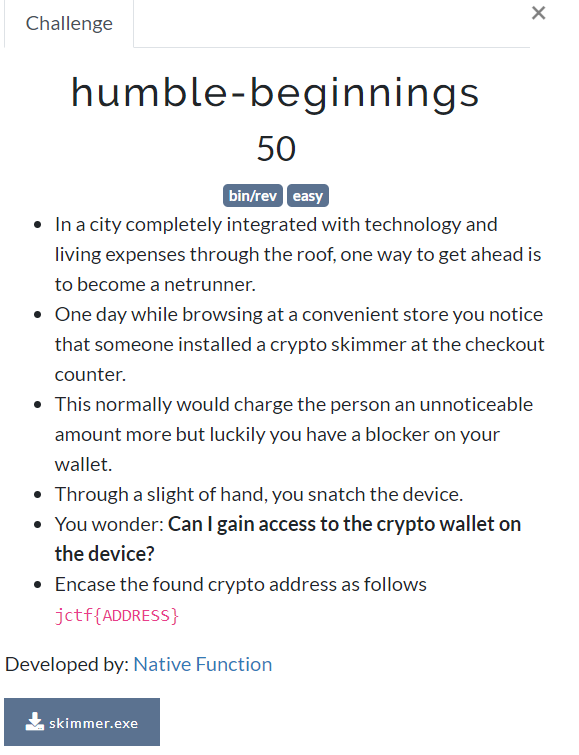 Challenge
×
humble-beginnings
50
bin/rev easy
• In a city completely integrated with technology and
living expenses through the roof, one way to get ahead is
to become a netrunner.
• One day while browsing at a convenient store you notice
that someone installed a crypto skimmer at the checkout
counter.
• This normally would charge the person an unnoticeable
amount more but luckily you have a blocker on your
wallet.
• Through a slight of hand, you snatch the device.
• You wonder: Can I gain access to the crypto wallet on
the device?
• Encase the found crypto address as follows
jctf{ADDRESS}
Developed by: Native Function
skimmer.exe